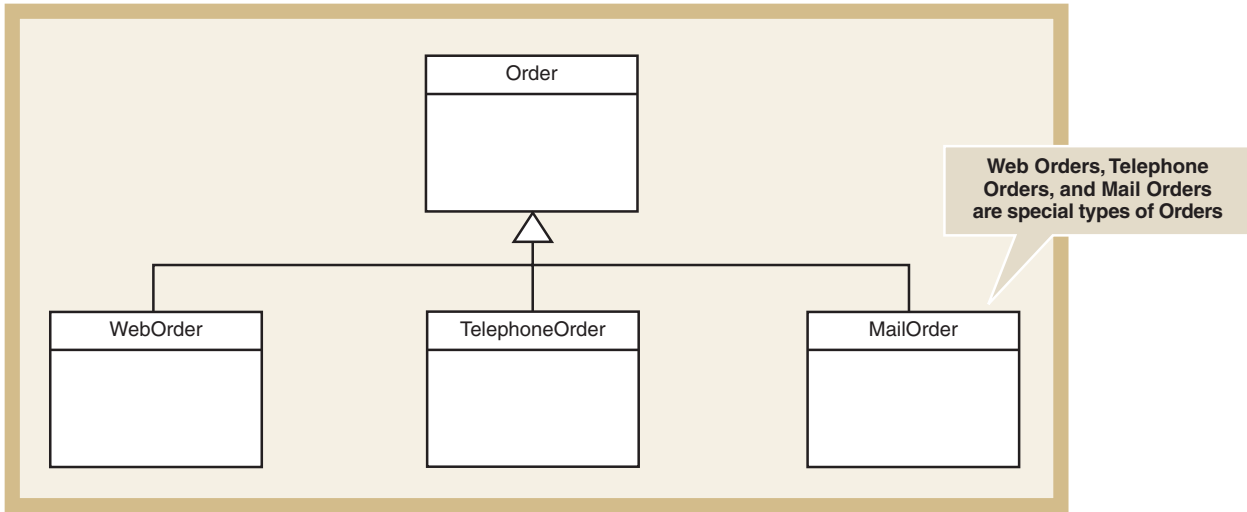 Order
Web Orders, Telephone
Orders, and Mail Orders
are special types of Orders
WebOrder
TelephoneOrder
MailOrder